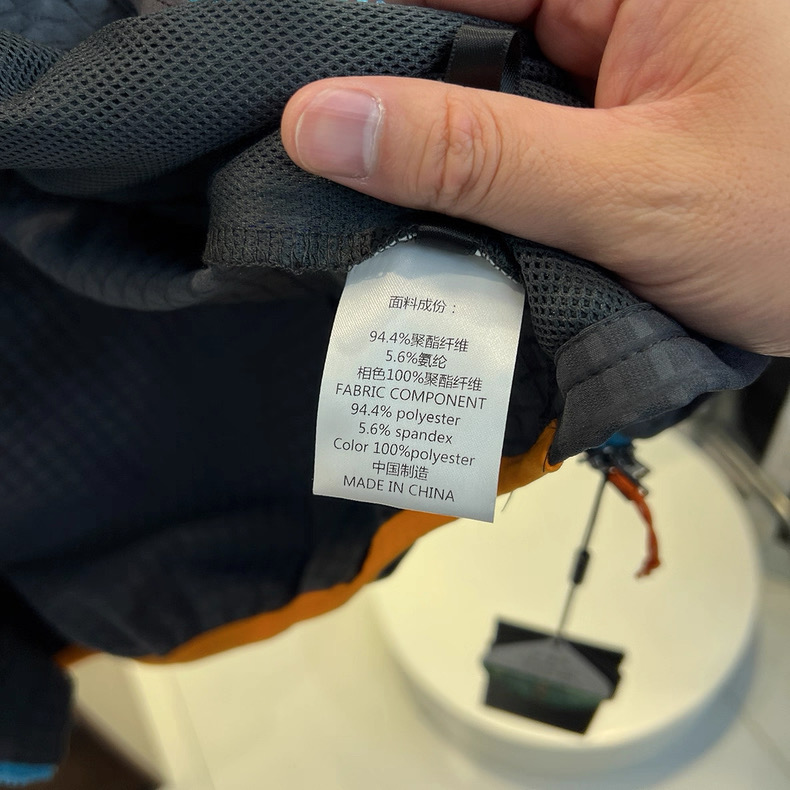 面料成份：
94.4%聚酯纤维
5.6%氨纶
相色100%聚酯纤维
FABRIC COMPONENT
94.4% polyester
5.6% spandex
Color 100%polyester
中国制造
MADE IN CHINA